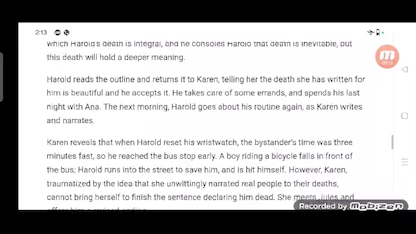 2:13
which Harold's death is integral, and he consoles Harold that death is inevitable, but
this death will hold a deeper meaning.
Harold reads the outline and returns it to Karen, telling her the death she has written for
him is beautiful and he accepts it. He takes care of some errands, and spends his last
night with Ana. The next morning, Harold goes about his routine again, as Karen writes
and narrates.
Karen reveals that when Harold reset his wristwatch, the bystander's time was three
minutes fast, so he reached the bus stop early. A boy riding a bicycle falls in front of
the bus; Harold runs into the street to save him, and is hit himself. However, Karen,
traumatized by the idea that she unwittingly narrated real people to their deaths,
cannot bring herself to finish the sentence declaring him dead. She meets Jules and
Recorded by Mobizen